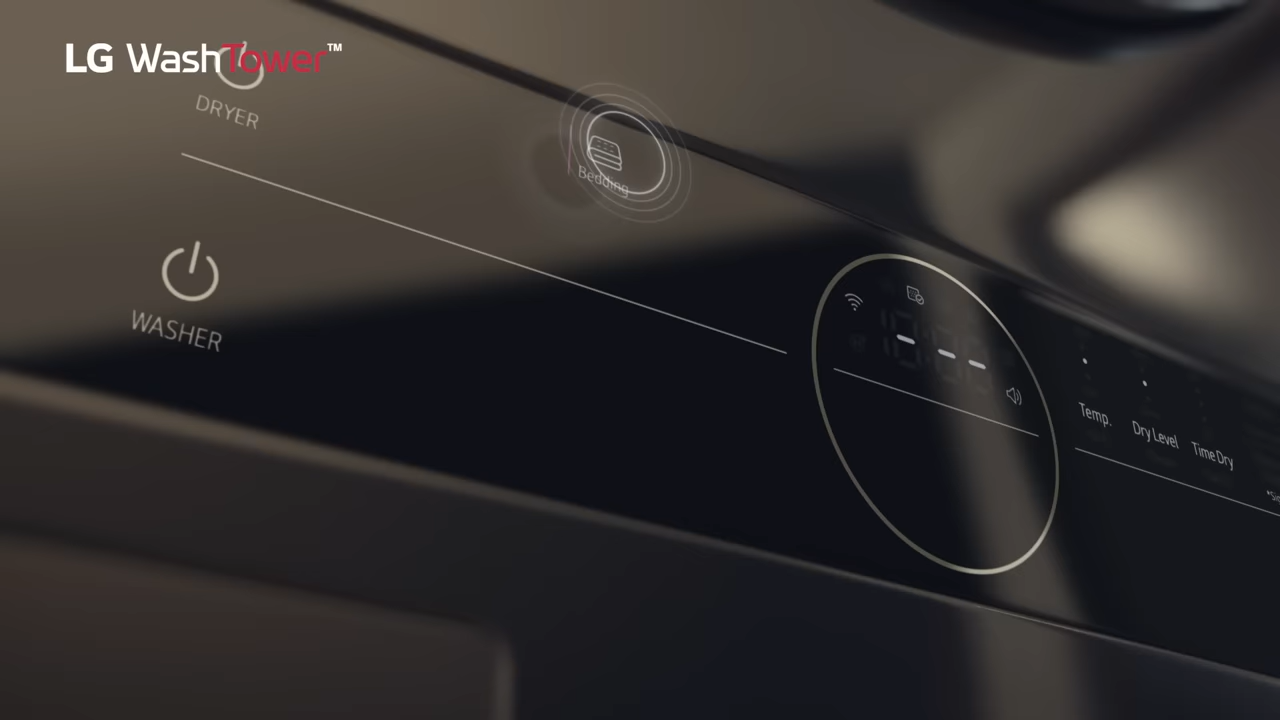 LG WashTower™
DRYER
Bedding
WASHER
Temp.
Dry Level
Time Dry